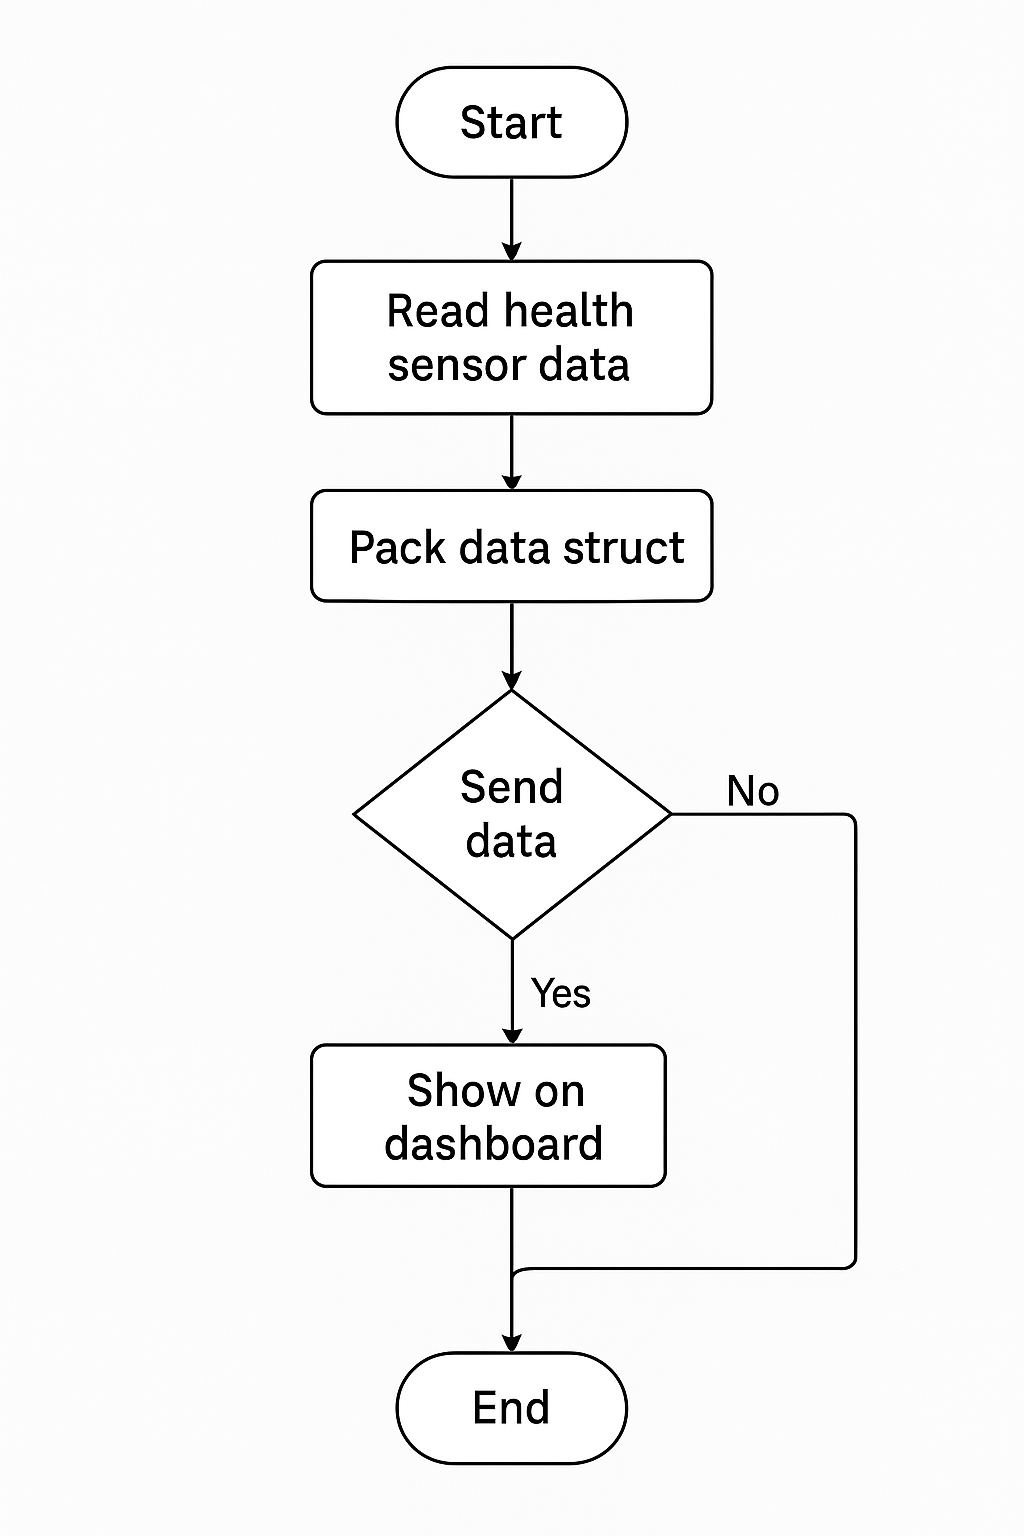 Start
Read health
sensor data
Pack data struct
Send
data
No
Yes
Show on
dashboard
End